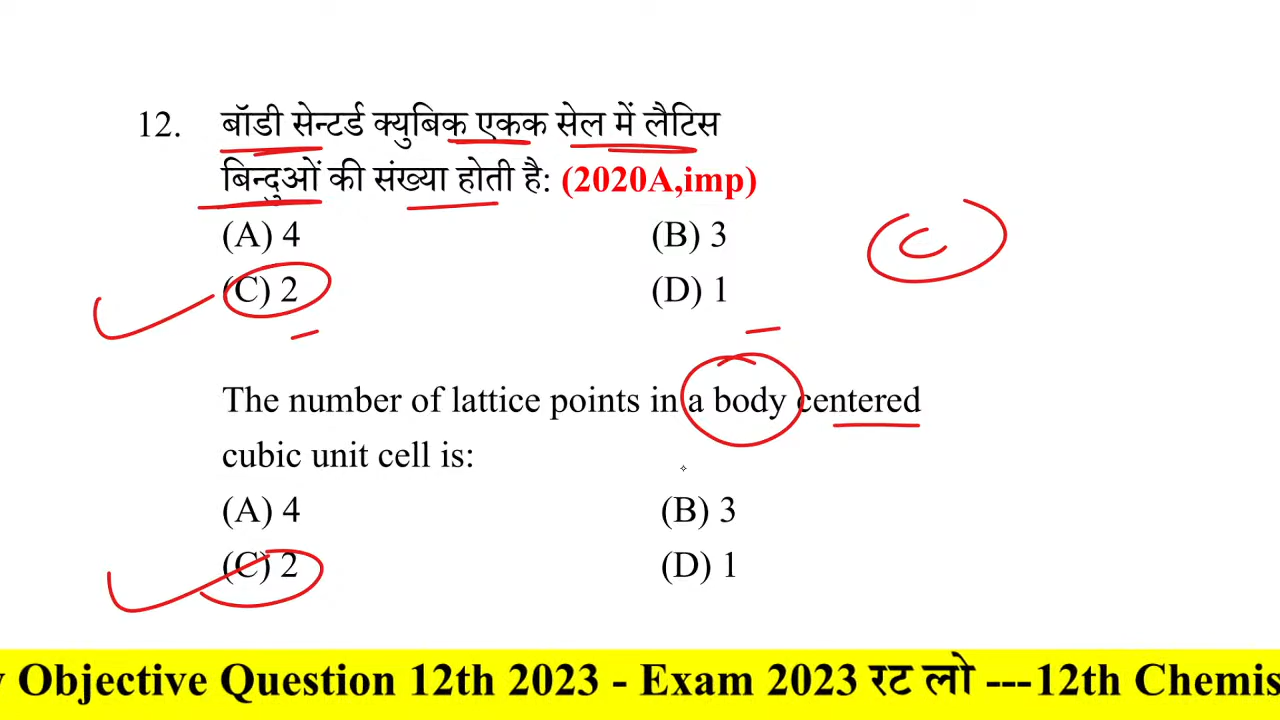 12. बॉडी सेन्टर्ड क्युबिक एकक सेल में लैटिस
बिन्दुओं की संख्या होती है: (2020A,imp)
(A) 4 (B) 3
(C) 2 (D) 1
C
The number of lattice points in a body centered
cubic unit cell is:
(A) 4 (B) 3
(C) 2 (D) 1
Objective Question 12th 2023 - Exam 2023 रट लो ---12th Chemis